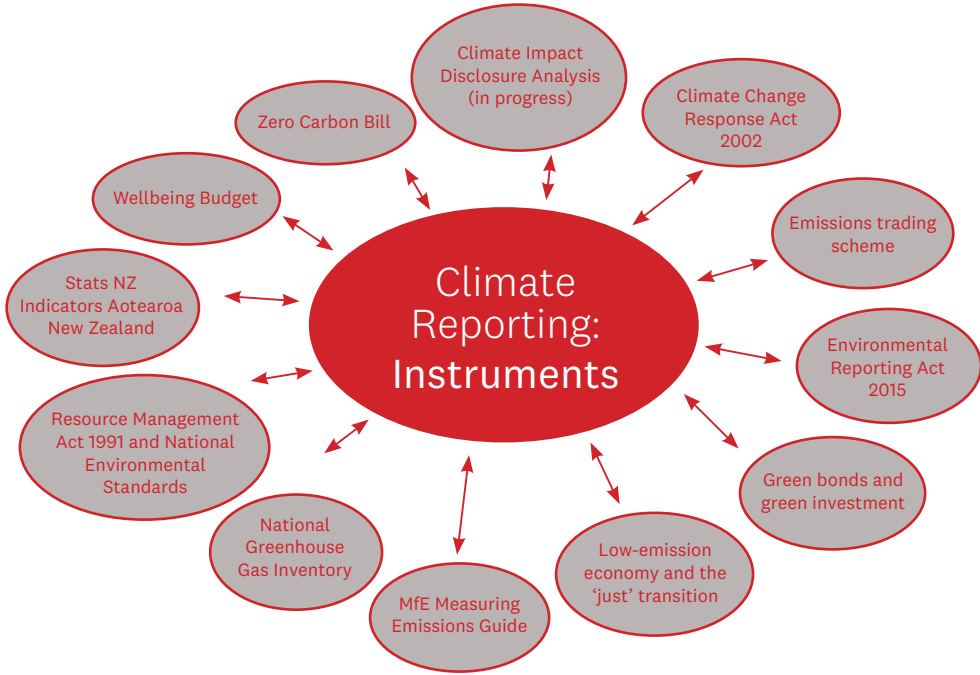 Climate Impact
Disclosure Analysis
(in progress)
Climate Change
Response Act
2002
Zero Carbon Bill
Wellbeing Budget
Emissions trading
scheme
Stats NZ
Indicators Aotearoa
New Zealand
Climate
Reporting:
Instruments
Environmental
Reporting Act
2015
Resource Management
Act 1991 and National
Environmental
Standards
Green bonds and
green investment
National
Greenhouse
Gas Inventory
Low-emission
economy and the
‘just’ transition
MfE Measuring
Emissions Guide